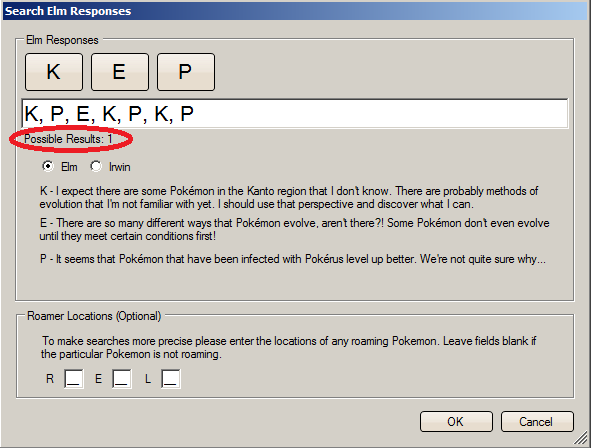 Search Elm Responses
Elm Responses
K E P
K, P, E, K, P, K, P
Possible Results: 1
Elm Irwin
K - I expect there are some Pokémon in the Kanto region that I don't know. There are probably methods of
evolution that I'm not familiar with yet. I should use that perspective and discover what I can.
E - There are so many different ways that Pokémon evolve, aren't there?! Some Pokémon don't even evolve
until they meet certain conditions first!
P - It seems that Pokémon that have been infected with Pokérus level up better. We're not quite sure why...
Roamer Locations (Optional)
To make searches more precise please enter the locations of any roaming Pokemon. Leave fields blank if
the particular Pokemon is not roaming.
R __ E __ L __
OK Cancel